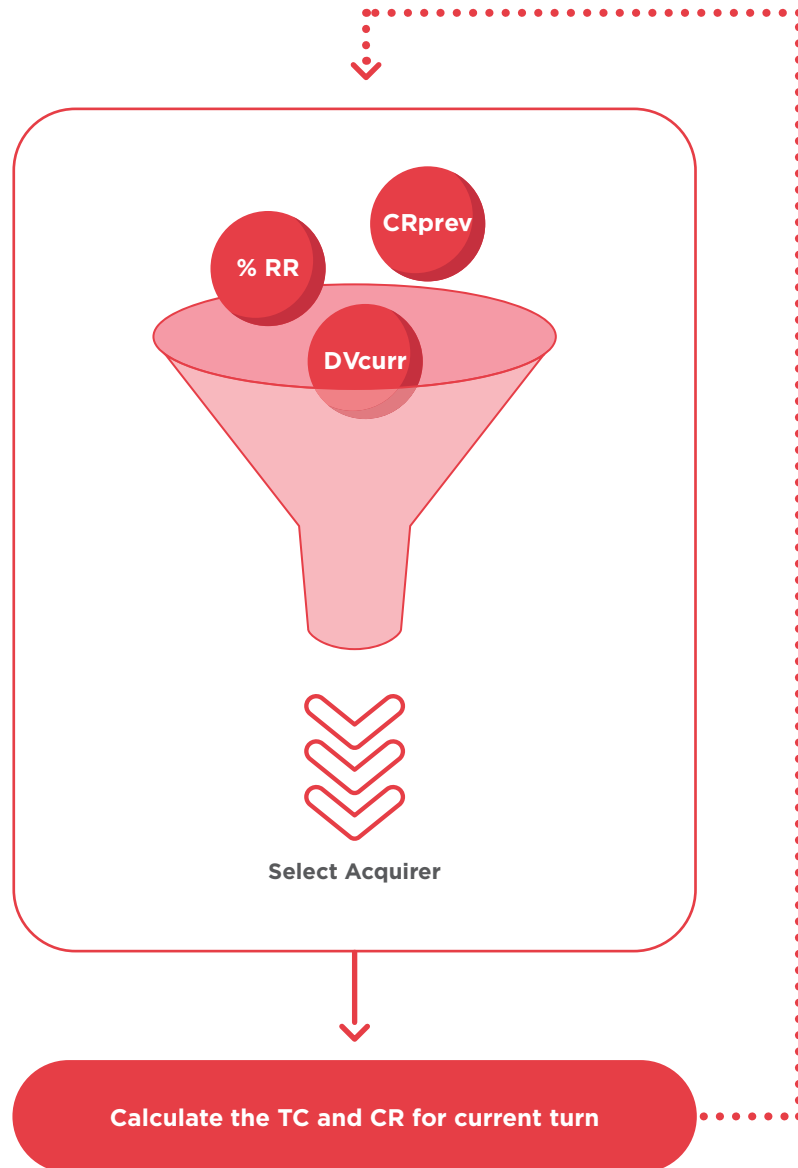 CRprev
% RR
DVcurr
Select Acquirer
Calculate the TC and CR for current turn